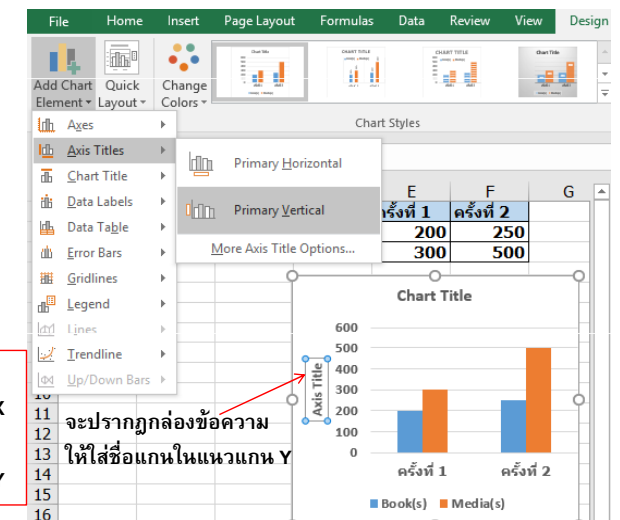 File Home Insert Page Layout Formulas Data Review View Design
Add Chart Element
Quick Layout
Change Colors
Chart Styles
Axes
Axis Titles
Chart Title
Data Labels
Data Table
Error Bars
Gridlines
Legend
Lines
Trendline
Up/Down Bars
Primary Horizontal
Primary Vertical
More Axis Title Options...
E F G
ครั้งที่ 1 ครั้งที่ 2
200 250
300 500
Chart Title
600
500
400
300
200
100
0
Axis Title
ครั้งที่ 1 ครั้งที่ 2
Book(s) Media(s)
X
Y
10
11
12
13
14
15
16
จะปรากฎกล่องข้อความ
ให้ใส่ชื่อแกนในแนวแกน Y